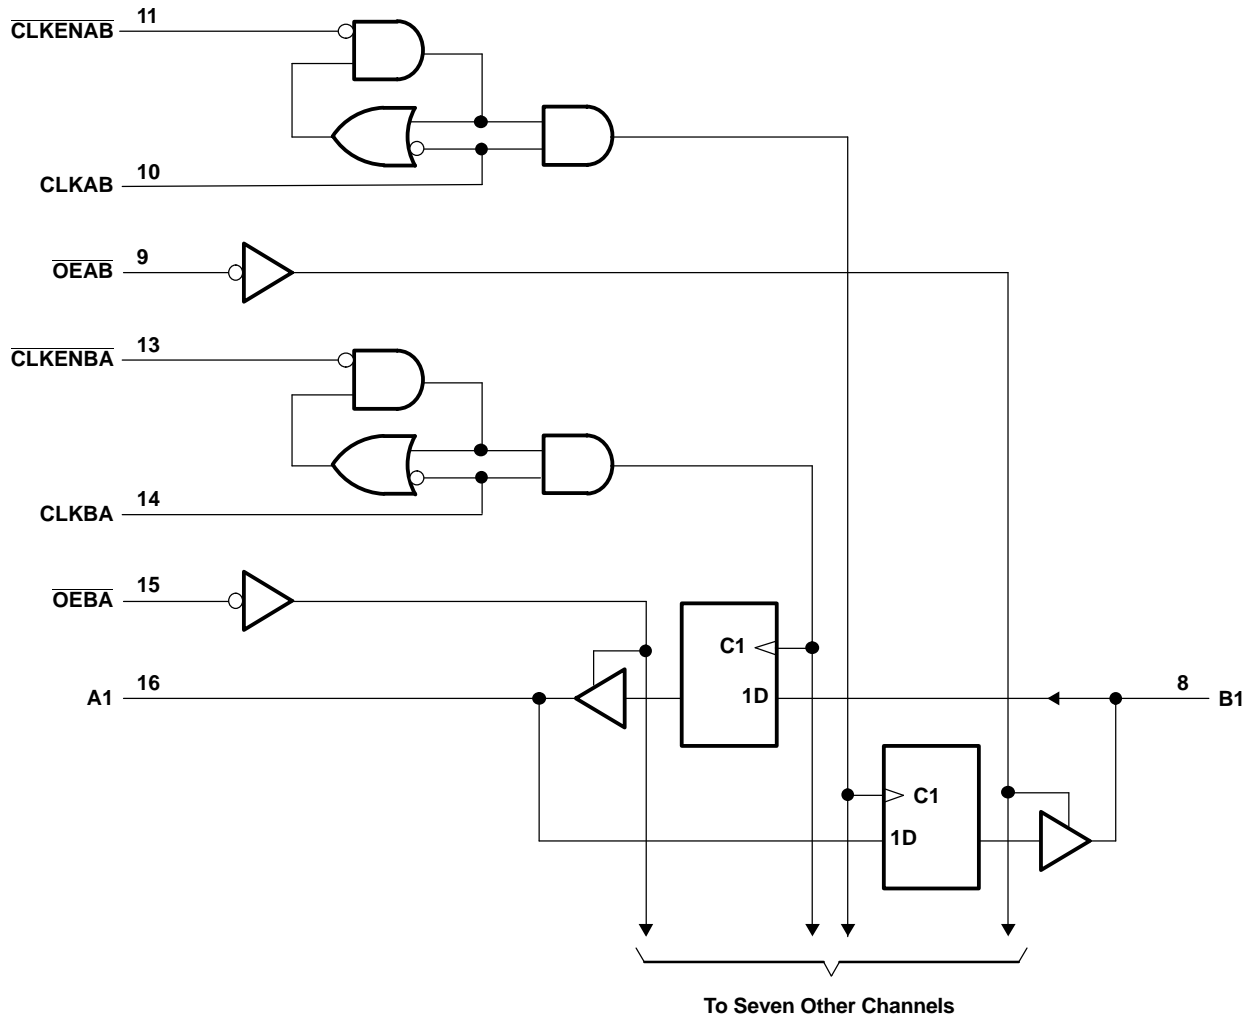 CLKENAB 11
CLKAB 10
OEAB 9
CLKENBA 13
CLKBA 14
OEBA 15
C1
A1 16 1D 8 B1
C1
1D
To Seven Other Channels